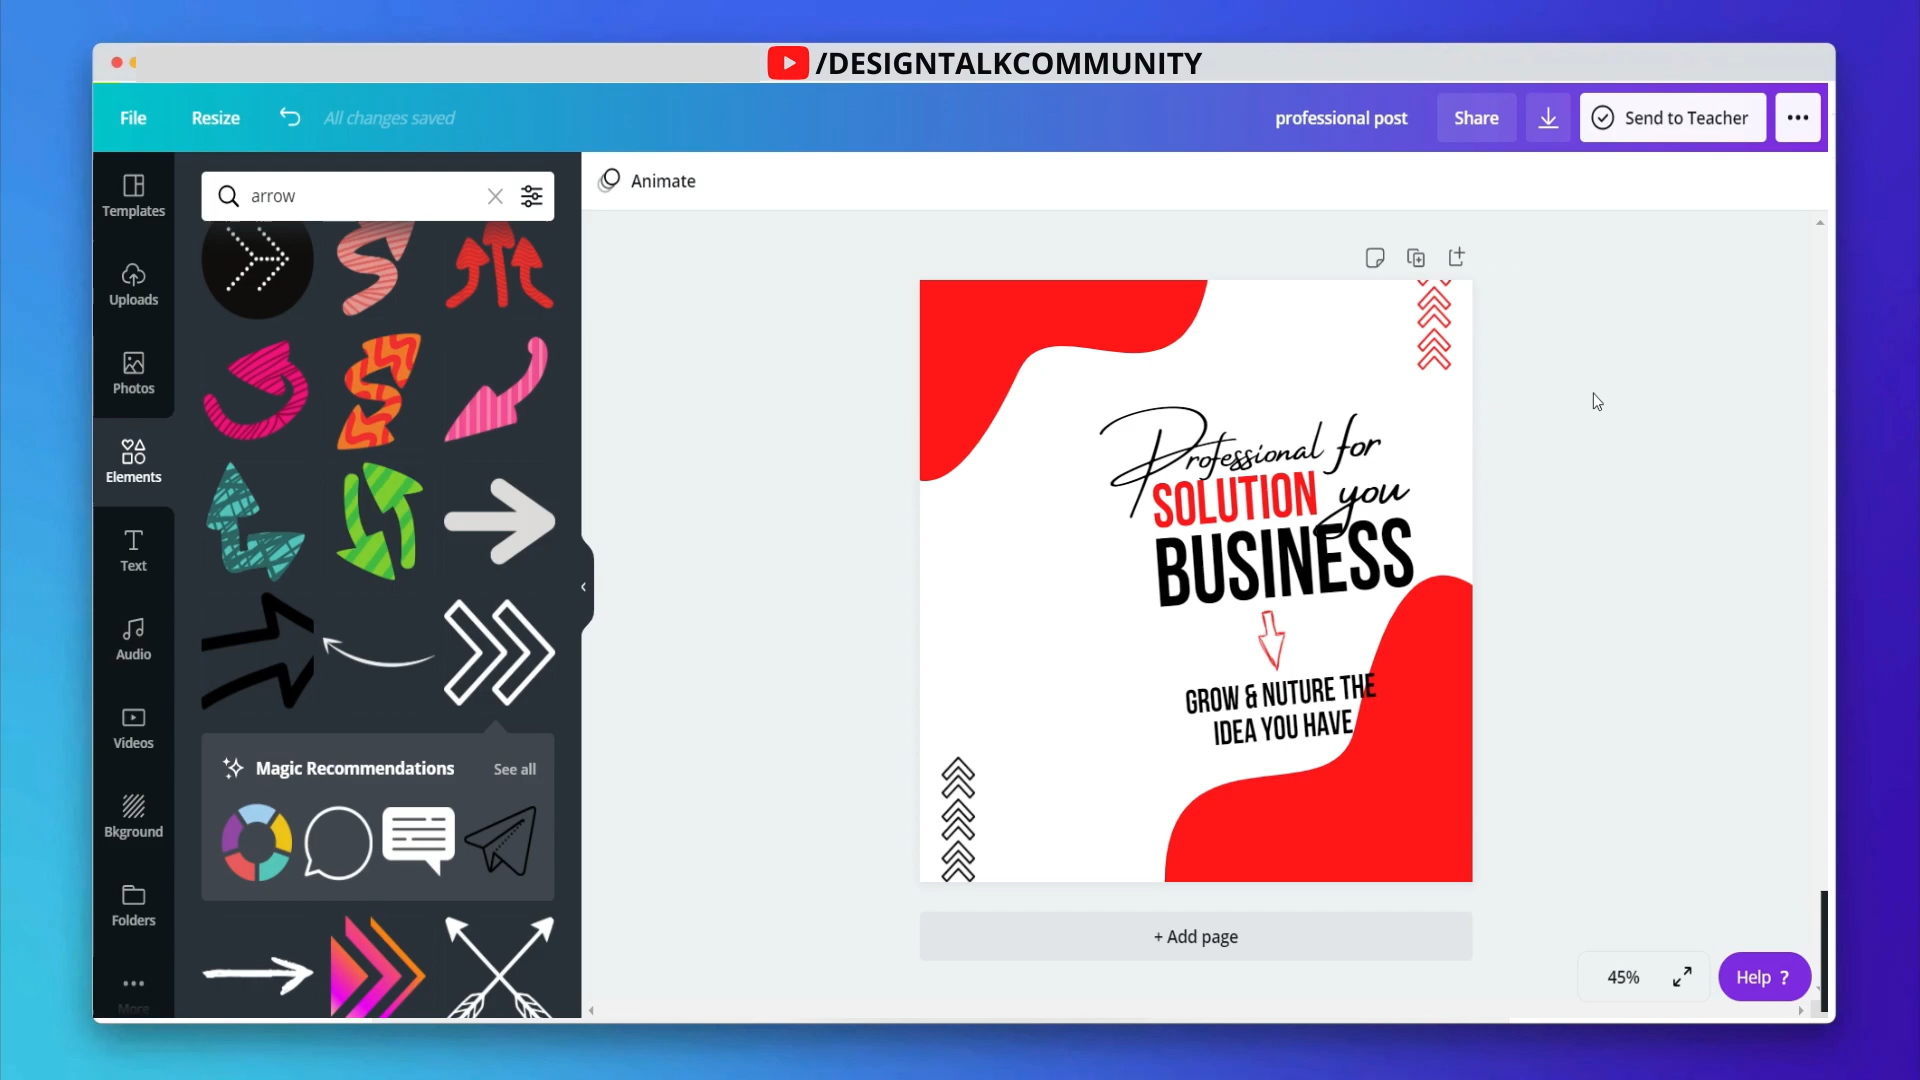 /DESIGNTALKCOMMUNITY
File
Resize
All changes saved
professional post
Share
Send to Teacher
Templates
Uploads
Photos
Elements
Text
Audio
Videos
Bkground
Folders
More
arrow
Magic Recommendations
See all
Animate
Professional for
SOLUTION you
BUSINESS
GROW & NUTURE THE
IDEA YOU HAVE
+ Add page
45%
Help ?